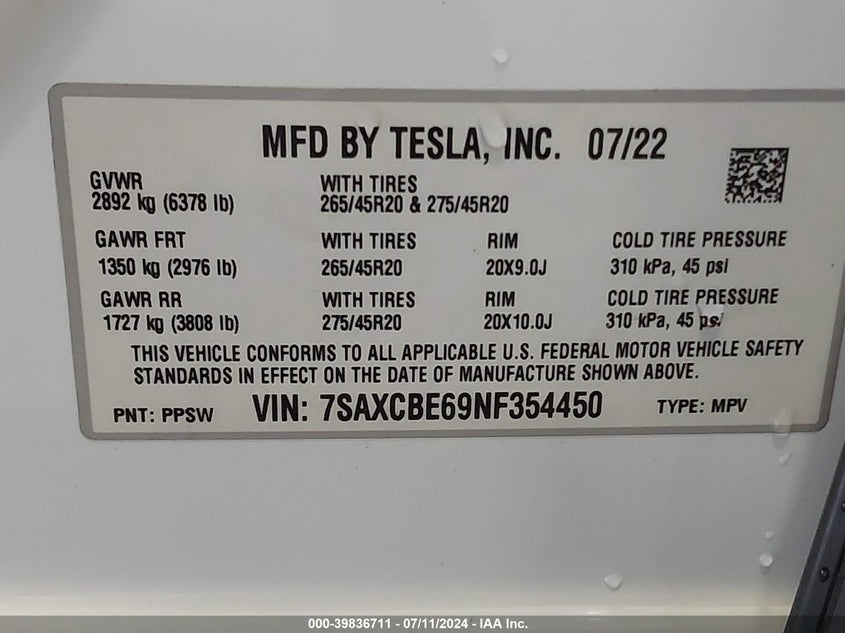 MFD BY TESLA, INC. 07/22
GVWR WITH TIRES
2892 kg (6378 lb) 265/45R20 & 275/45R20
GAWR FRT WITH TIRES RIM COLD TIRE PRESSURE
1350 kg (2976 lb) 265/45R20 20X9.0J 310 kPa, 45 psi
GAWR RR WITH TIRES RIM COLD TIRE PRESSURE
1727 kg (3808 lb) 275/45R20 20X10.0J 310 kPa, 45 psi
THIS VEHICLE CONFORMS TO ALL APPLICABLE U.S. FEDERAL MOTOR VEHICLE SAFETY
STANDARDS IN EFFECT ON THE DATE OF MANUFACTURE SHOWN ABOVE.
PNT: PPSW VIN: 7SAXCBE69NF354450 TYPE: MPV
000-39836711 - 07/11/2024 - IAA Inc.